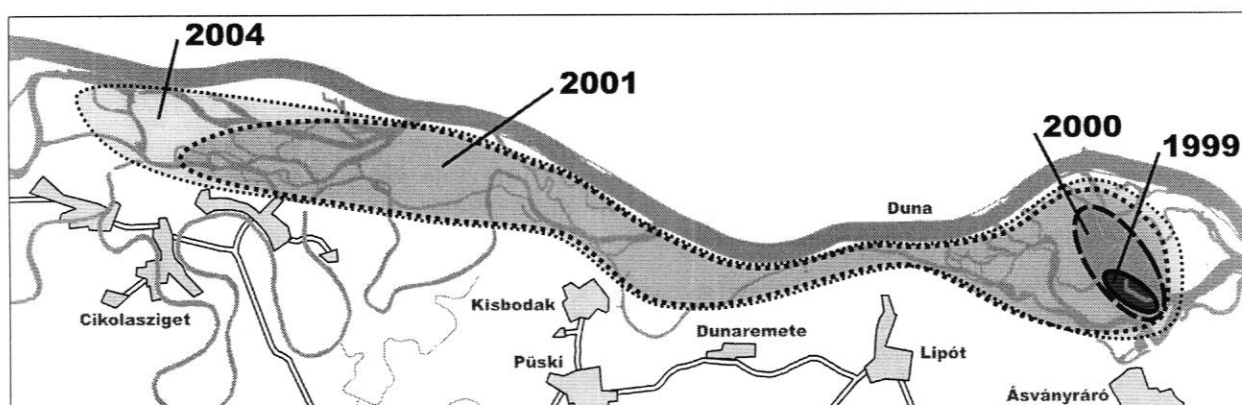 2004
2001
2000
1999
Duna
Kisbodak
Cikolasziget
Dunaremete
Püski
Lipót
Ásványráró